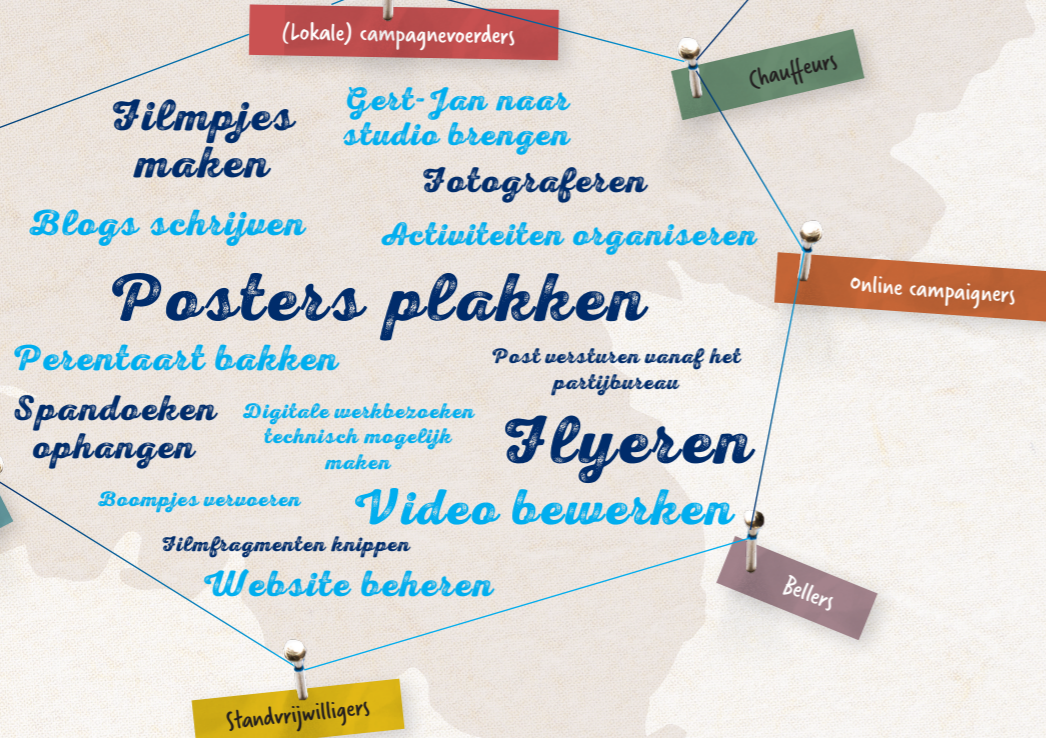 (Lokale) campagnevoerders
Chauffeurs
Filmpjes
maken
Gert-Jan naar
studio brengen
Fotograferen
Blogs schrijven
Activiteiten organiseren
Online campaigners
Posters plakken
Perentaart bakken
Post versturen vanaf het
partijbureau
Spandoeken
ophangen
Digitale werkbezoeken
technisch mogelijk
maken
Flyeren
Boompjes vervoeren
Video bewerken
Filmfragmenten knippen
Website beheren
Bellers
Standvrijwilligers